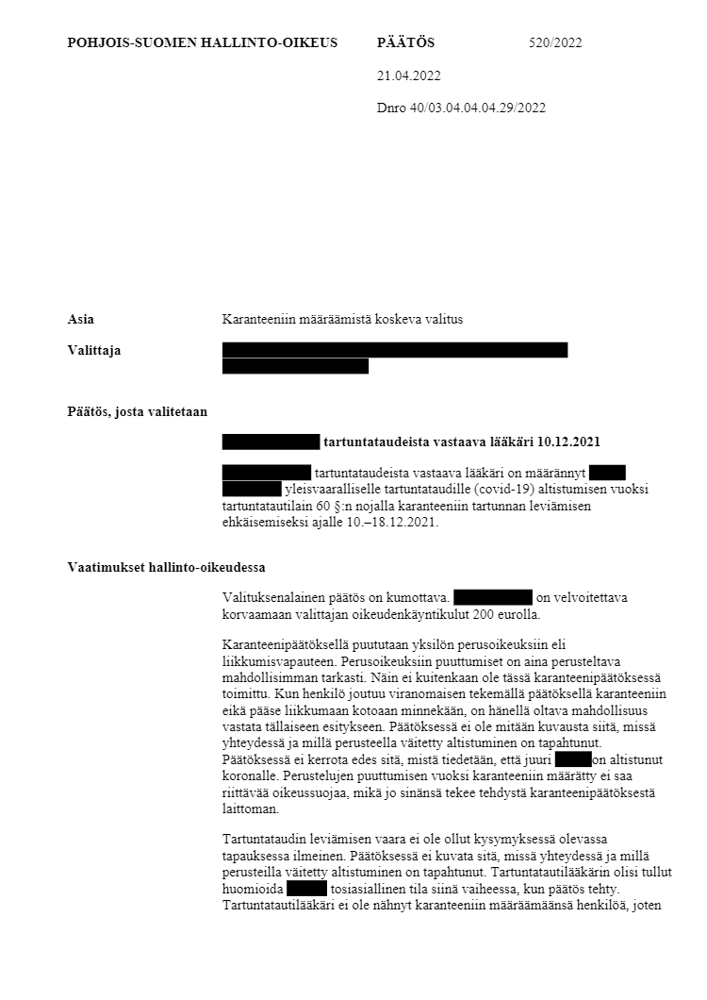 POHJOIS-SUOMEN HALLINTO-OIKEUS PÄÄTÖS 520/2022
21.04.2022
Dnro 40/03.04.04.04.29/2022
Asia Karanteeniin määräämistä koskeva valitus
Valittaja
Päätös, josta valitetaan
tartuntataudeista vastaava lääkäri 10.12.2021
tartuntataudeista vastaava lääkäri on määrännyt
yleisvaaralliselle tartuntataudille (covid-19) altistumisen vuoksi
tartuntatautilain 60 §:n nojalla karanteeniin tartunnan leviämisen
ehkäisemiseksi ajalle 10.–18.12.2021.
Vaatimukset hallinto-oikeudessa
Valituksenalainen päätös on kumottava. on velvoitettava
korvaamaan valittajan oikeudenkäyntikulut 200 eurolla.
Karanteenipäätöksellä puututaan yksilön perusoikeuksiin eli
liikkumisvapauteen. Perusoikeuksiin puuttumiset on aina perusteltava
mahdollisimman tarkasti. Näin ei kuitenkaan ole tässä karanteenipäätöksessä
toimittu. Kun henkilö joutuu viranomaisen tekemällä päätöksellä karanteeniin
eikä pääse liikkumaan kotoaan minnekään, on hänellä oltava mahdollisuus
vastata tällaiseen esitykseen. Päätöksessä ei ole mitään kuvausta siitä, missä
yhteydessä ja millä perusteella väitetty altistuminen on tapahtunut.
Päätöksessä ei kerrota edes sitä, mistä tiedetään, että juuri on altistunut
koronalle. Perustelujen puuttumisen vuoksi karanteeniin määrätty ei saa
riittävää oikeussuojaa, mikä jo sinänsä tekee tehdystä karanteenipäätöksestä
laittoman.
Tartuntataudin leviämisen vaara ei ole ollut kysymyksessä olevassa
tapauksessa ilmeinen. Päätöksessä ei kuvata sitä, missä yhteydessä ja millä
perusteilla väitetty altistuminen on tapahtunut. Tartuntatautilääkärin olisi tullut
huomioida tosiasiallinen tila siinä vaiheessa, kun päätös tehty.
Tartuntatautilääkäri ei ole nähnyt karanteeniin määräämäänsä henkilöä, joten